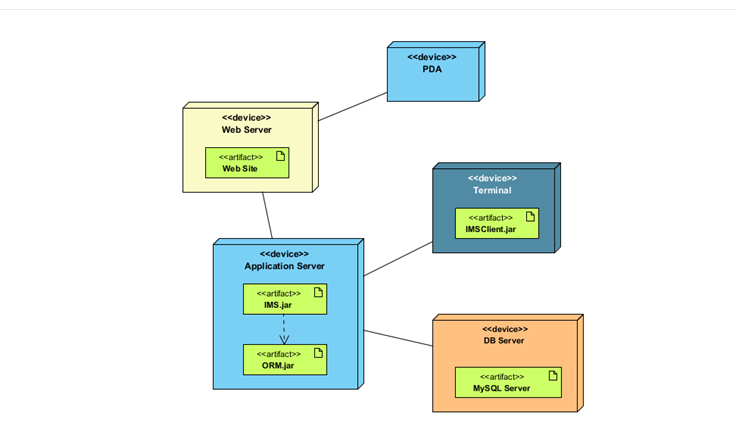 <<device>>
PDA
<<device>>
Web Server
<<artifact>>
Web Site
<<device>>
Terminal
<<artifact>>
IMSClient.jar
<<device>>
Application Server
<<artifact>>
IMS.jar
<<artifact>>
ORM.jar
<<device>>
DB Server
<<artifact>>
MySQL Server